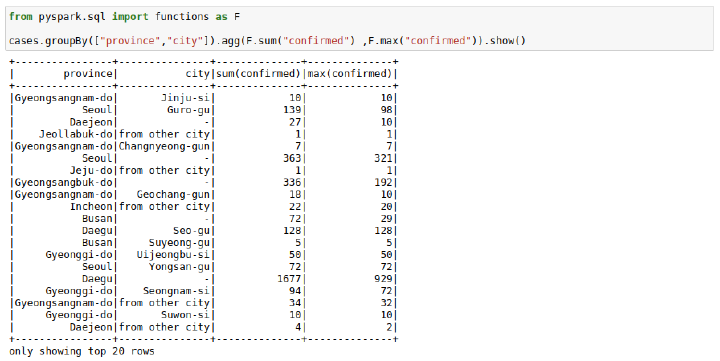 from pyspark.sql import functions as F
cases.groupBy(["province","city"]).agg(F.sum("confirmed") ,F.max("confirmed")).show()
+----------------+---------------+--------------+--------------+
|        province|           city|sum(confirmed)|max(confirmed)|
+----------------+---------------+--------------+--------------+
|Gyeongsangnam-do|       Jinju-si|            10|            10|
|           Seoul|        Guro-gu|           139|            98|
|         Daejeon|              -|            27|            10|
|    Jeollabuk-do|from other city|             1|             1|
|Gyeongsangnam-do|Changnyeong-gun|             7|             7|
|           Seoul|              -|           363|           321|
|         Jeju-do|from other city|             1|             1|
|Gyeongsangbuk-do|              -|           336|           192|
|Gyeongsangnam-do|   Geochang-gun|            18|            10|
|         Incheon|from other city|            22|            20|
|           Busan|              -|            72|            29|
|           Daegu|         Seo-gu|           128|           128|
|           Busan|     Suyeong-gu|             5|             5|
|     Gyeonggi-do|   Uijeongbu-si|            50|            50|
|           Seoul|     Yongsan-gu|            72|            72|
|           Daegu|              -|          1677|           929|
|     Gyeonggi-do|    Seongnam-si|            94|            72|
|Gyeongsangnam-do|from other city|            34|            32|
|     Gyeonggi-do|       Suwon-si|            10|            10|
|         Daejeon|from other city|             4|             2|
+----------------+---------------+--------------+--------------+
only showing top 20 rows